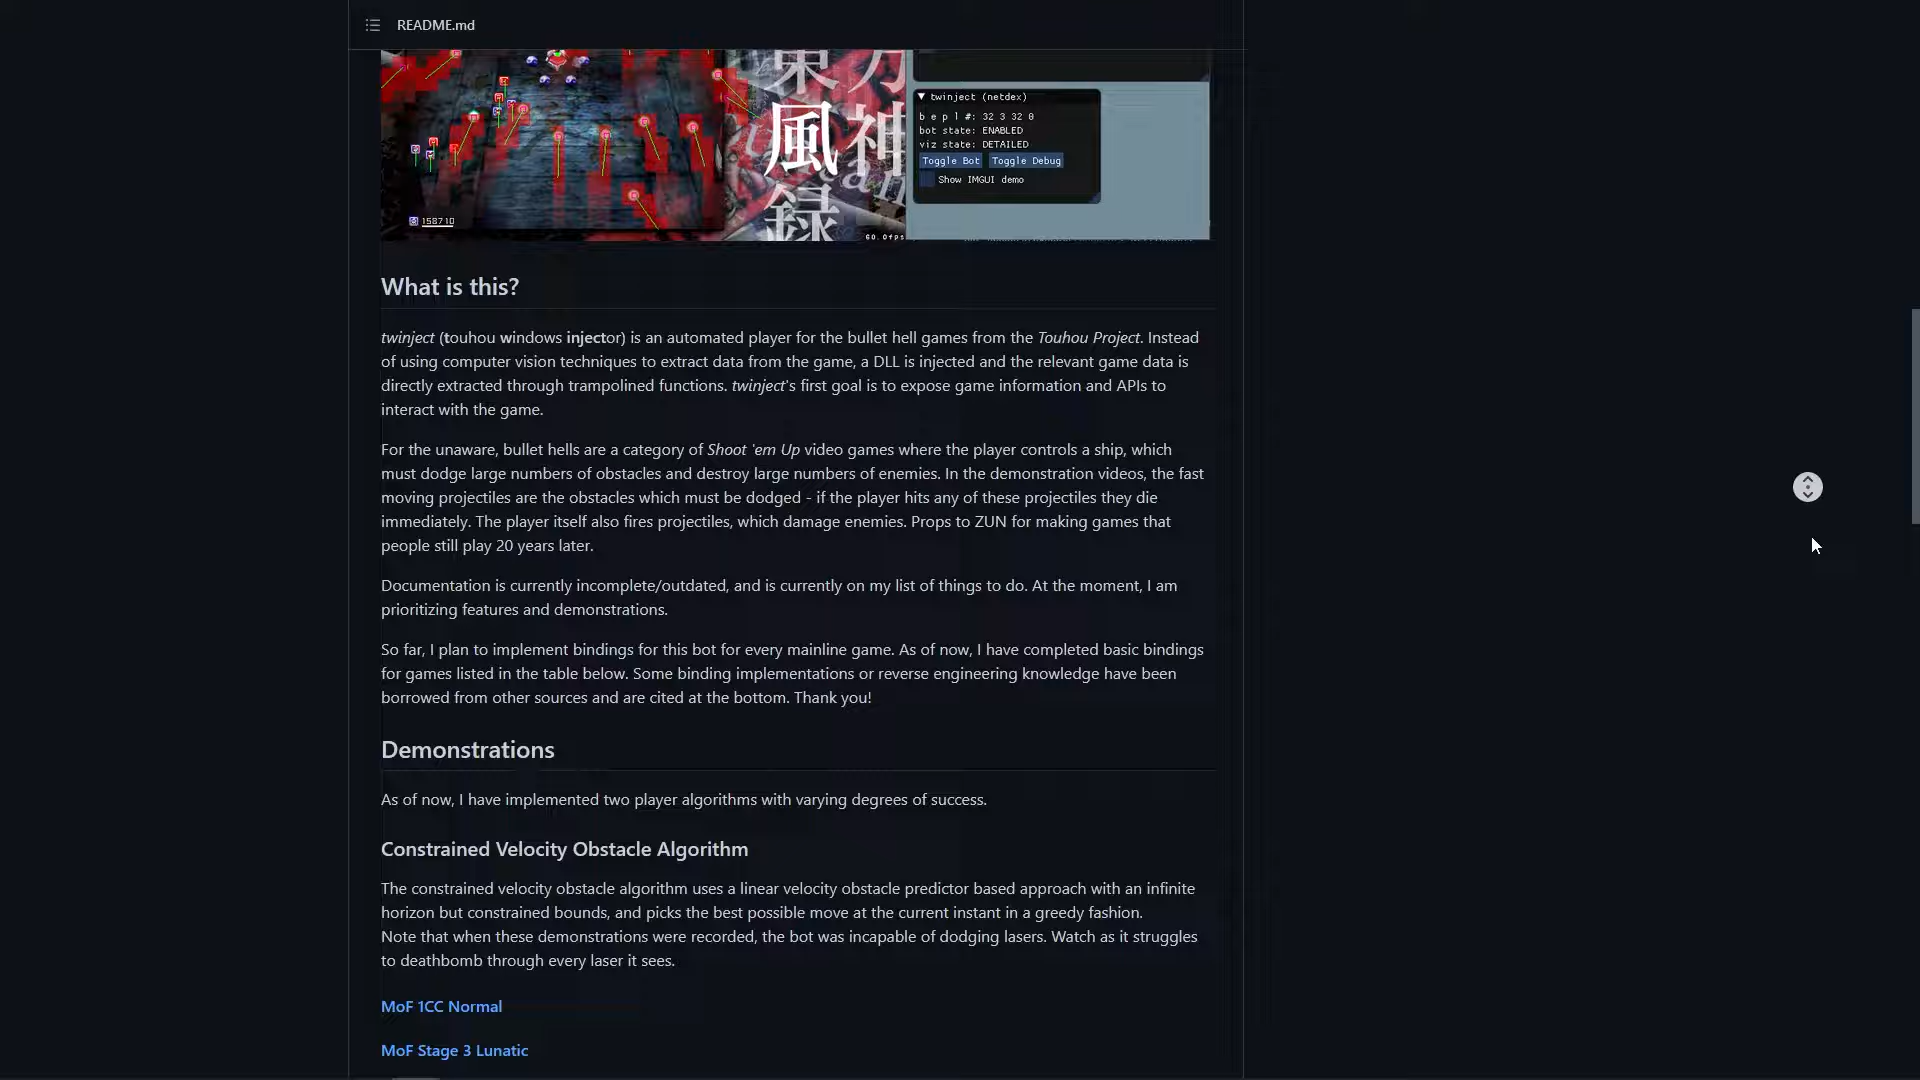 README.md
東方
風神
録
158710
60.0fps
▼ twinject (netdex)
b e p l #: 32 3 32 0
bot state: ENABLED
viz state: DETAILED
Toggle Bot Toggle Debug
Show IMGUI demo
What is this?
twinject (touhou windows injector) is an automated player for the bullet hell games from the Touhou Project. Instead
of using computer vision techniques to extract data from the game, a DLL is injected and the relevant game data is
directly extracted through trampolined functions. twinject's first goal is to expose game information and APIs to
interact with the game.
For the unaware, bullet hells are a category of Shoot 'em Up video games where the player controls a ship, which
must dodge large numbers of obstacles and destroy large numbers of enemies. In the demonstration videos, the fast
moving projectiles are the obstacles which must be dodged - if the player hits any of these projectiles they die
immediately. The player itself also fires projectiles, which damage enemies. Props to ZUN for making games that
people still play 20 years later.
Documentation is currently incomplete/outdated, and is currently on my list of things to do. At the moment, I am
prioritizing features and demonstrations.
So far, I plan to implement bindings for this bot for every mainline game. As of now, I have completed basic bindings
for games listed in the table below. Some binding implementations or reverse engineering knowledge have been
borrowed from other sources and are cited at the bottom. Thank you!
Demonstrations
As of now, I have implemented two player algorithms with varying degrees of success.
Constrained Velocity Obstacle Algorithm
The constrained velocity obstacle algorithm uses a linear velocity obstacle predictor based approach with an infinite
horizon but constrained bounds, and picks the best possible move at the current instant in a greedy fashion.
Note that when these demonstrations were recorded, the bot was incapable of dodging lasers. Watch as it struggles
to deathbomb through every laser it sees.
MoF 1CC Normal
MoF Stage 3 Lunatic